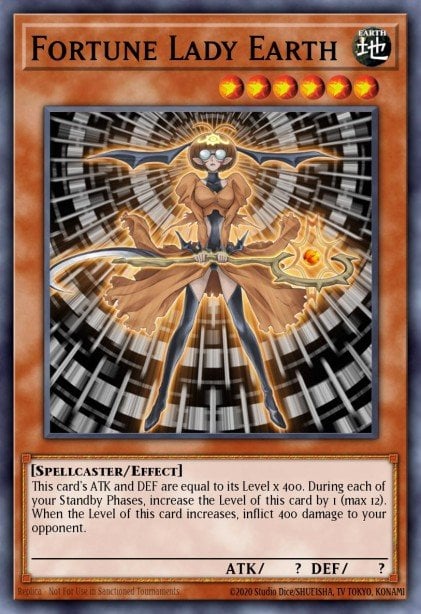 Fortune Lady Earth
EARTH
地
[Spellcaster/Effect]
This card's ATK and DEF are equal to its Level x 400. During each of
your Standby Phases, increase the Level of this card by 1 (max 12).
When the Level of this card increases, inflict 400 damage to your
opponent.
ATK/ ? DEF/ ?
Replica - Not For Use in Sanctioned Tournaments
©2020 Studio Dice/SHUEISHA, TV TOKYO, KONAMI